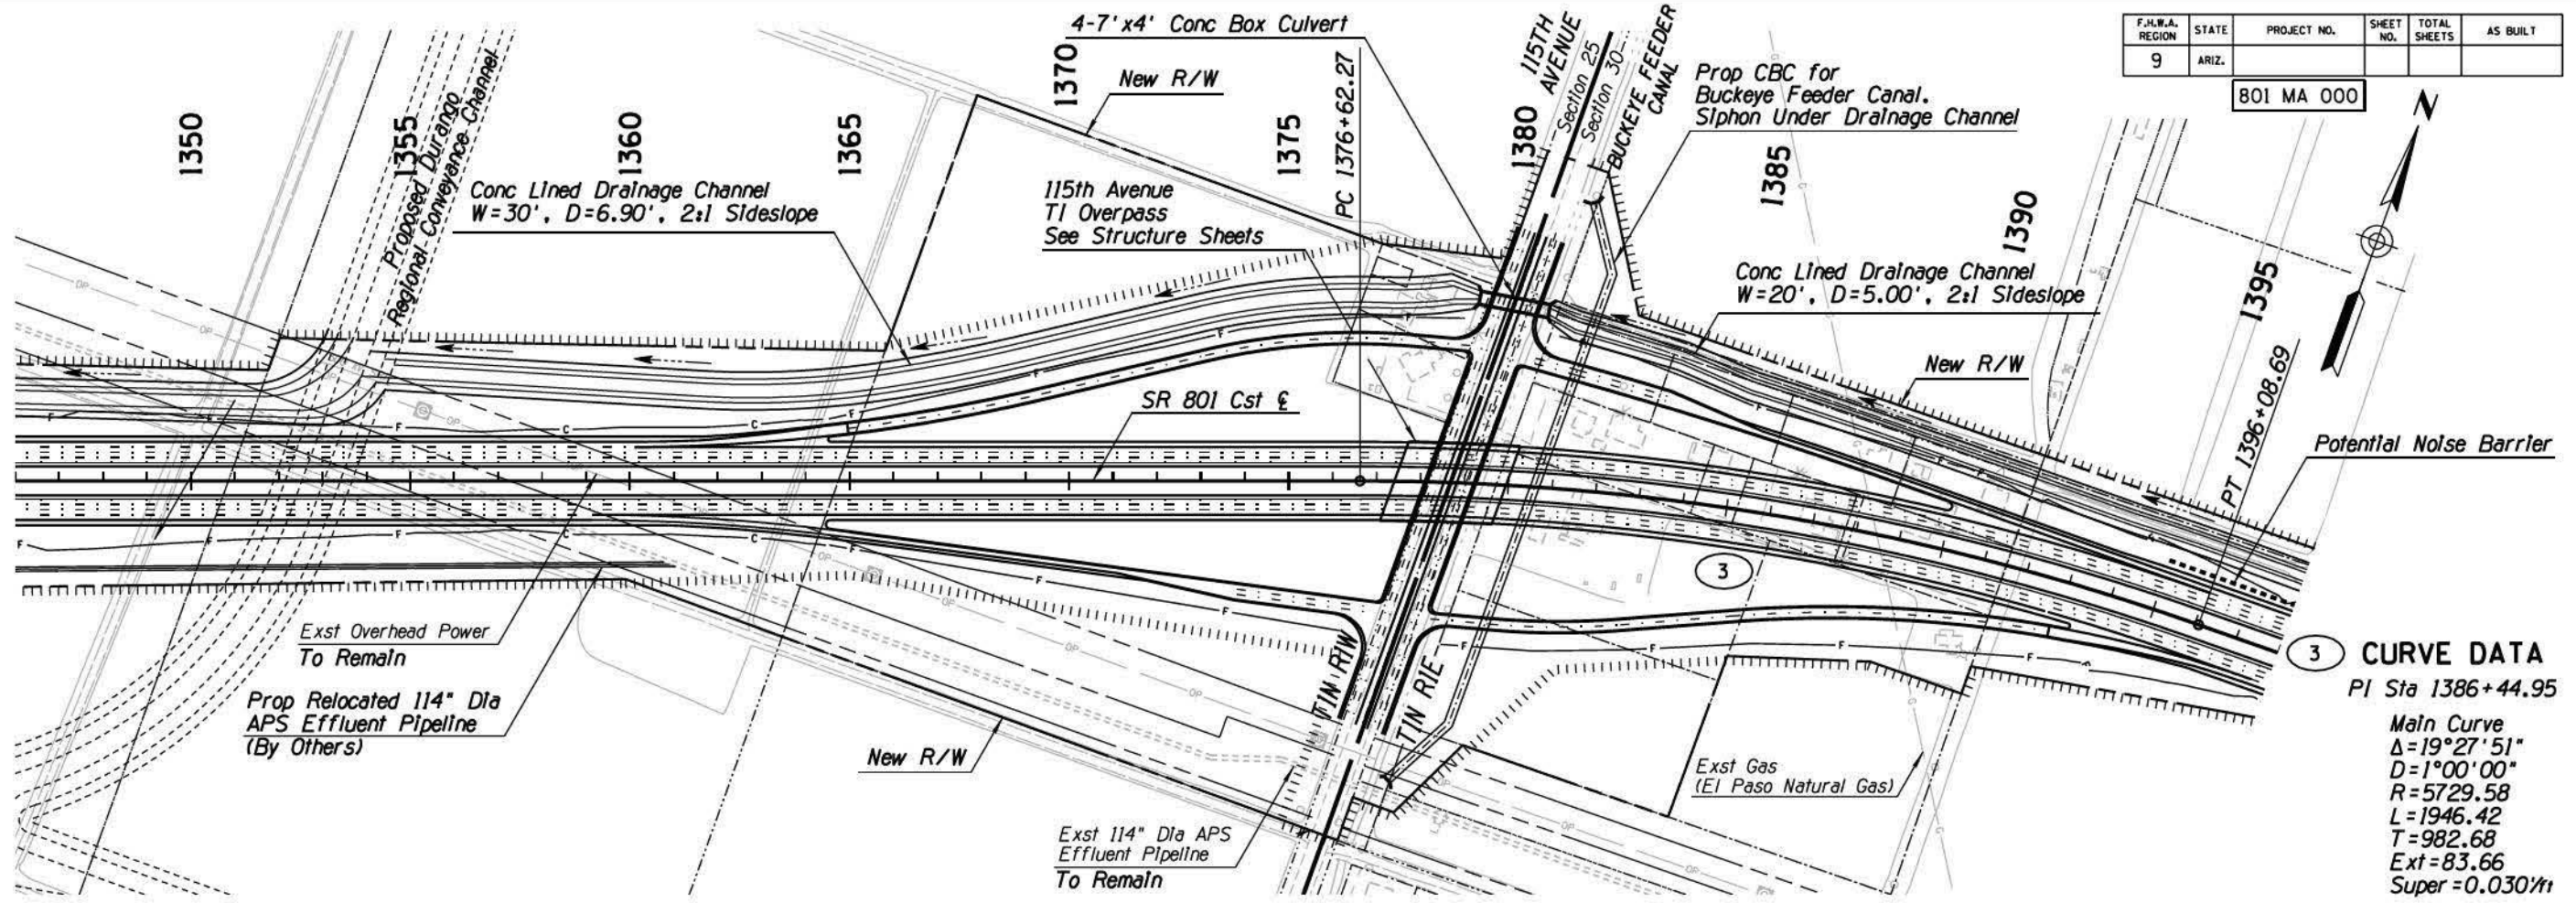 F.H.W.A. REGION
STATE
PROJECT NO.
SHEET NO.
TOTAL SHEETS
AS BUILT
9
ARIZ.
801 MA 000
N
4-7'x4' Conc Box Culvert
New R/W
115TH
AVENUE
Section 25
Section 30
BUCKEYE FEEDER
CANAL
Prop CBC for
Buckeye Feeder Canal.
Siphon Under Drainage Channel
1350
1355
1360
1365
1370
1375
1380
1385
1390
1395
PC 1376+62.27
Proposed Durango
Regional Conveyance Channel
Conc Lined Drainage Channel
W=30', D=6.90', 2:1 Sideslope
115th Avenue
TI Overpass
See Structure Sheets
Conc Lined Drainage Channel
W=20', D=5.00', 2:1 Sideslope
New R/W
PT 1396+08.69
SR 801 Cst ℄
Potential Noise Barrier
3
Exst Overhead Power
To Remain
Prop Relocated 114" Dia
APS Effluent Pipeline
(By Others)
New R/W
T1N R1W
T1N R1E
Exst 114" Dia APS
Effluent Pipeline
To Remain
Exst Gas
(El Paso Natural Gas)
3 CURVE DATA
PI Sta 1386+44.95
Main Curve
Δ=19°27'51"
D=1°00'00"
R=5729.58
L=1946.42
T=982.68
Ext=83.66
Super=0.030'/ft